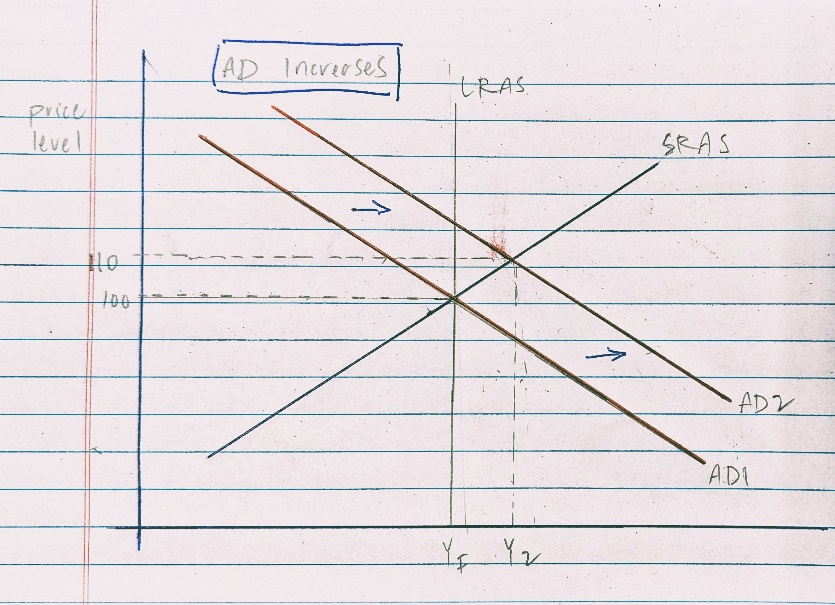 AD Increases
LRAS
price
level
SRAS
110
100
AD2
AD1
YF
Y2